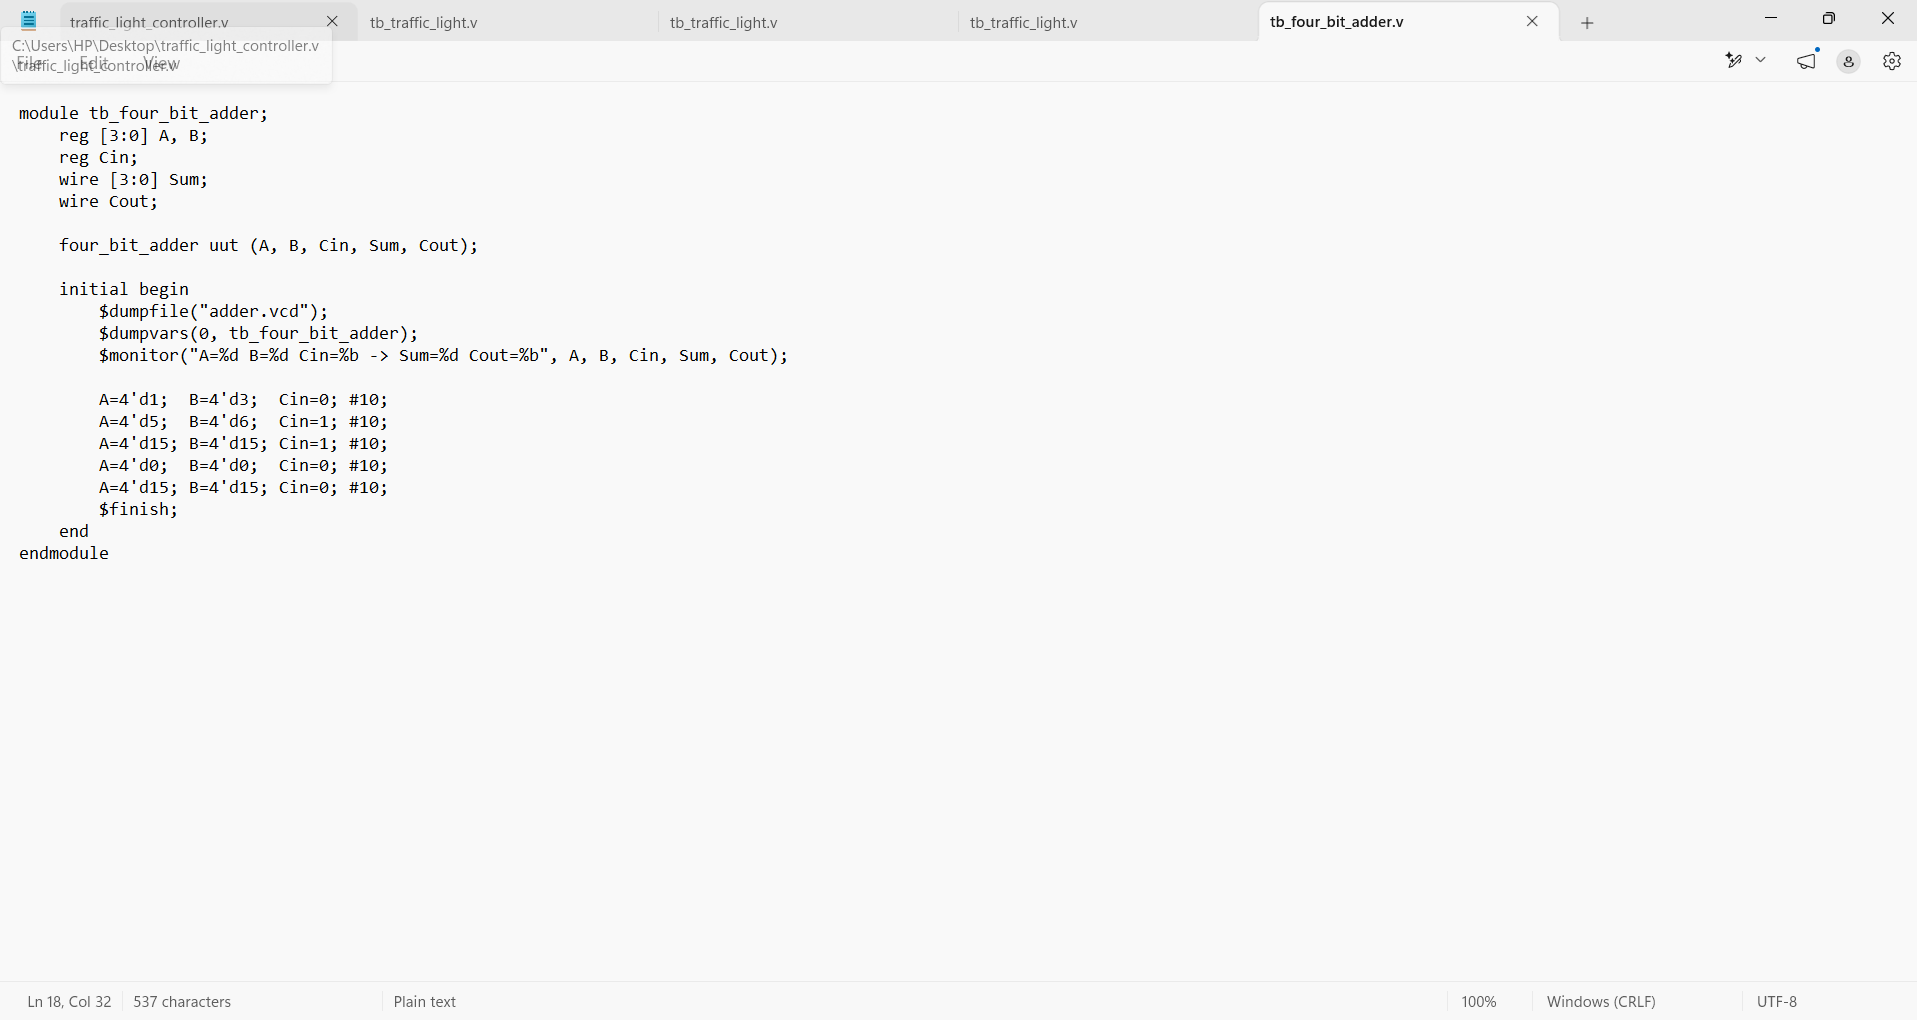 traffic_light_controller.v
tb_traffic_light.v
tb_traffic_light.v
tb_traffic_light.v
tb_four_bit_adder.v
C:\Users\HP\Desktop\traffic_light_controller.v
\traffic_light_controller.v
File Edit View
module tb_four_bit_adder;
    reg [3:0] A, B;
    reg Cin;
    wire [3:0] Sum;
    wire Cout;

    four_bit_adder uut (A, B, Cin, Sum, Cout);

    initial begin
        $dumpfile("adder.vcd");
        $dumpvars(0, tb_four_bit_adder);
        $monitor("A=%d B=%d Cin=%b -> Sum=%d Cout=%b", A, B, Cin, Sum, Cout);

        A=4'd1;  B=4'd3;  Cin=0; #10;
        A=4'd5;  B=4'd6;  Cin=1; #10;
        A=4'd15; B=4'd15; Cin=1; #10;
        A=4'd0;  B=4'd0;  Cin=0; #10;
        A=4'd15; B=4'd15; Cin=0; #10;
        $finish;
    end
endmodule
Ln 18, Col 32
537 characters
Plain text
100%
Windows (CRLF)
UTF-8